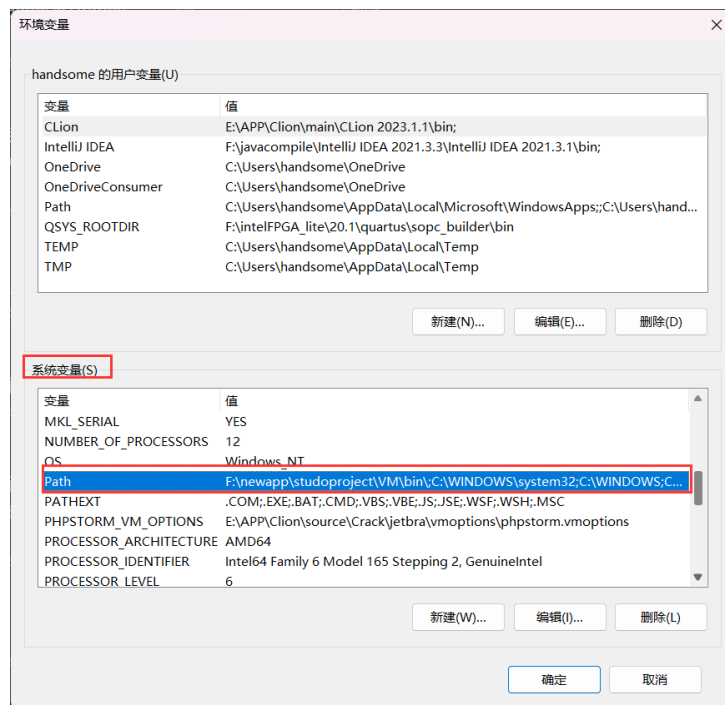 环境变量
handsome 的用户变量(U)
变量 值
CLion E:\APP\Clion\main\CLion 2023.1.1\bin;
IntelliJ IDEA F:\javacompile\IntelliJ IDEA 2021.3.3\IntelliJ IDEA 2021.3.1\bin;
OneDrive C:\Users\handsome\OneDrive
OneDriveConsumer C:\Users\handsome\OneDrive
Path C:\Users\handsome\AppData\Local\Microsoft\WindowsApps;;C:\Users\hand...
QSYS_ROOTDIR F:\intelFPGA_lite\20.1\quartus\sopc_builder\bin
TEMP C:\Users\handsome\AppData\Local\Temp
TMP C:\Users\handsome\AppData\Local\Temp
新建(N)... 编辑(E)... 删除(D)
系统变量(S)
变量 值
MKL_SERIAL YES
NUMBER_OF_PROCESSORS 12
OS Windows_NT
Path F:\newapp\studoproject\VM\bin\;C:\WINDOWS\system32;C:\WINDOWS;C...
PATHEXT .COM;.EXE;.BAT;.CMD;.VBS;.VBE;.JS;.JSE;.WSF;.WSH;.MSC
PHPSTORM_VM_OPTIONS E:\APP\Clion\source\Crack\jetbra\vmoptions\phpstorm.vmoptions
PROCESSOR_ARCHITECTURE AMD64
PROCESSOR_IDENTIFIER Intel64 Family 6 Model 165 Stepping 2, GenuineIntel
PROCESSOR_LEVEL 6
新建(W)... 编辑(I)... 删除(L)
确定 取消